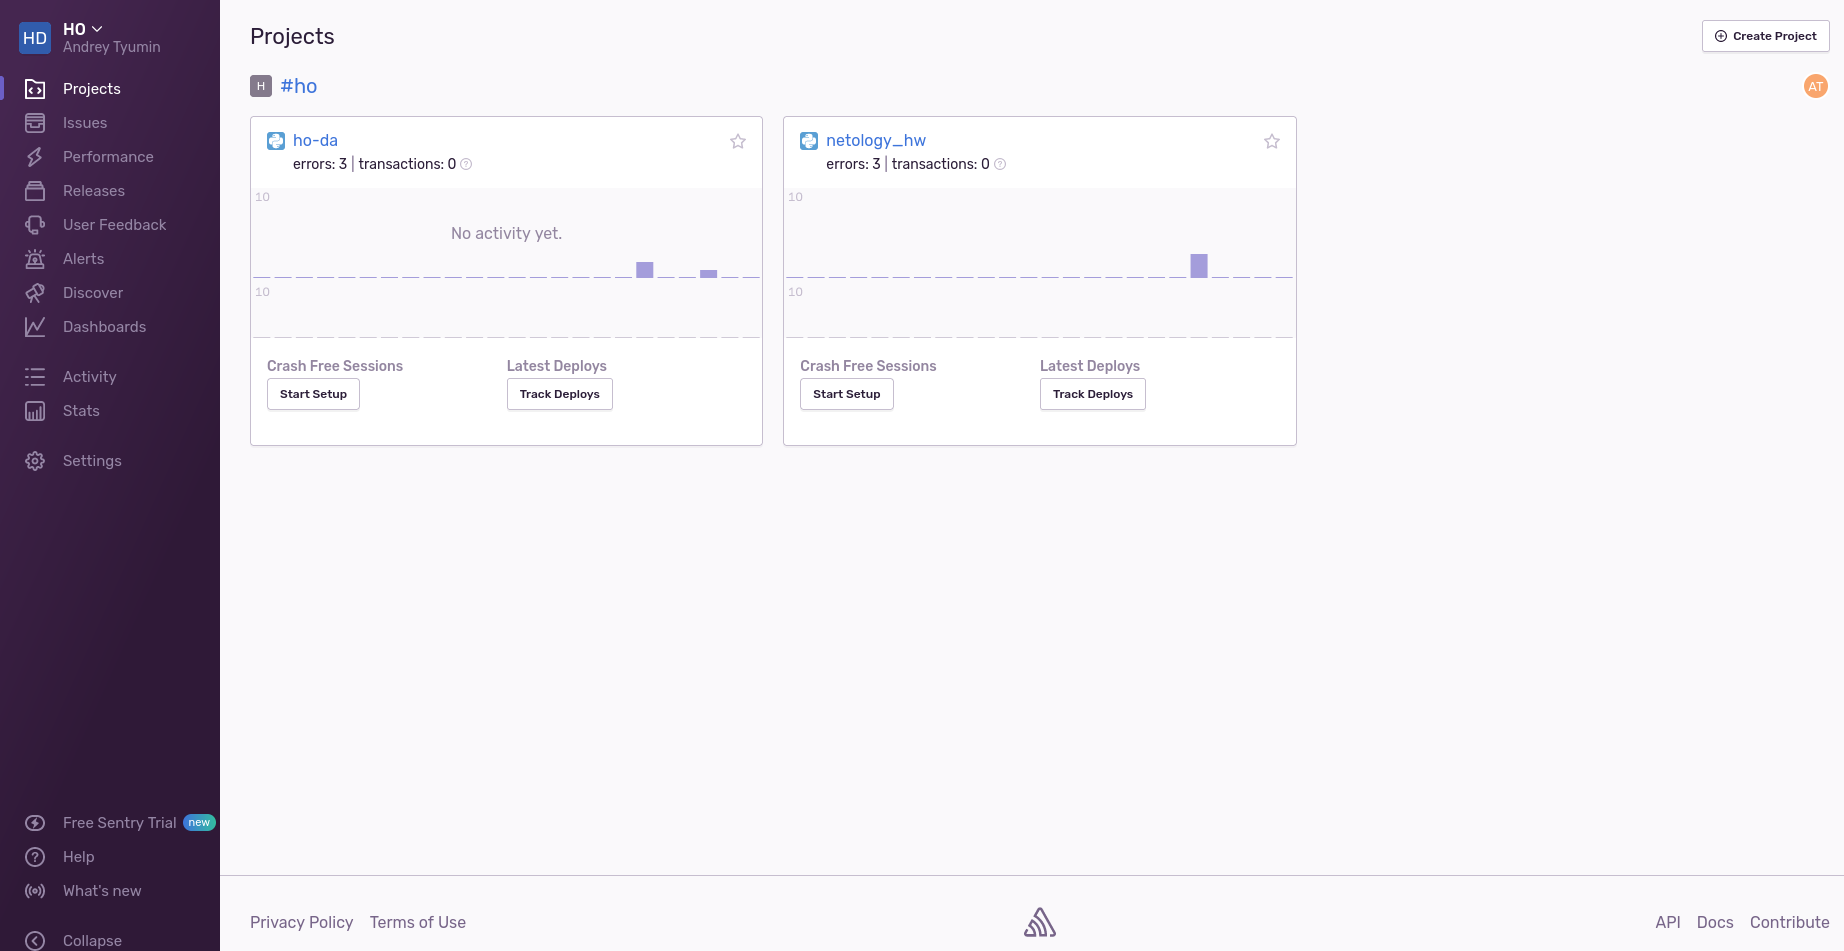 HD
HO
Andrey Tyumin
Projects
Issues
Performance
Releases
User Feedback
Alerts
Discover
Dashboards
Activity
Stats
Settings
Free Sentry Trial new
Help
What's new
Collapse
Projects
Create Project
H #ho
AT
ho-da
errors: 3 | transactions: 0 ?
10
No activity yet.
10
Crash Free Sessions Latest Deploys
Start Setup Track Deploys
netology_hw
errors: 3 | transactions: 0 ?
10
10
Crash Free Sessions Latest Deploys
Start Setup Track Deploys
Privacy Policy Terms of Use
API Docs Contribute